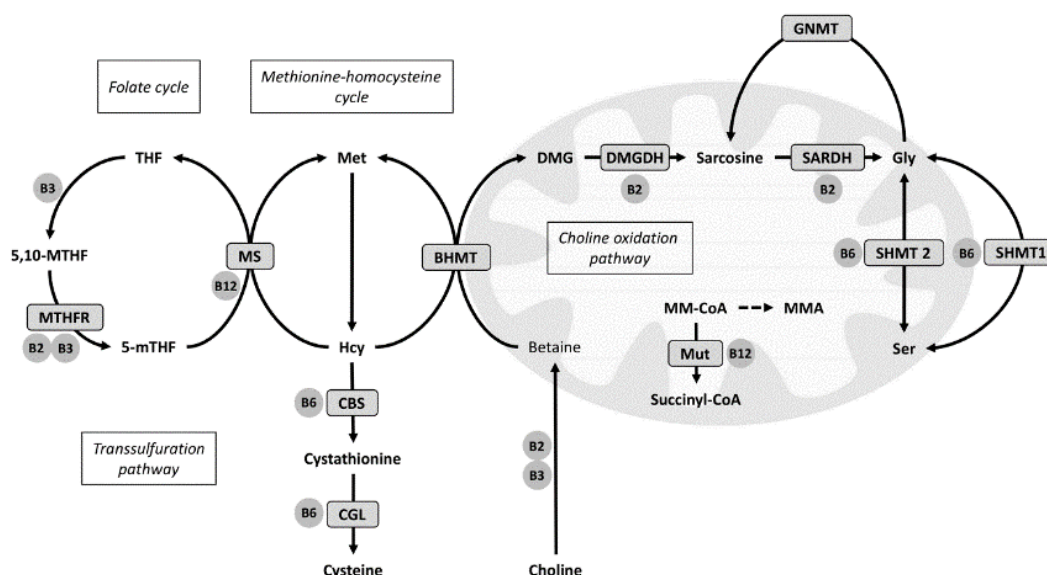 GNMT
Folate cycle
Methionine-homocysteine
cycle
THF
Met
DMG
DMGDH
Sarcosine
SARDH
Gly
B3
B2
B2
5,10-MTHF
MS
BHMT
Choline oxidation
pathway
B6
SHMT 2
B6
SHMT1
B12
MTHFR
MM-CoA
MMA
B2
B3
5-mTHF
Hcy
Betaine
Mut
B12
Ser
Succinyl-CoA
B6
CBS
Transsulfuration
pathway
Cystathionine
B2
B3
B6
CGL
Cysteine
Choline